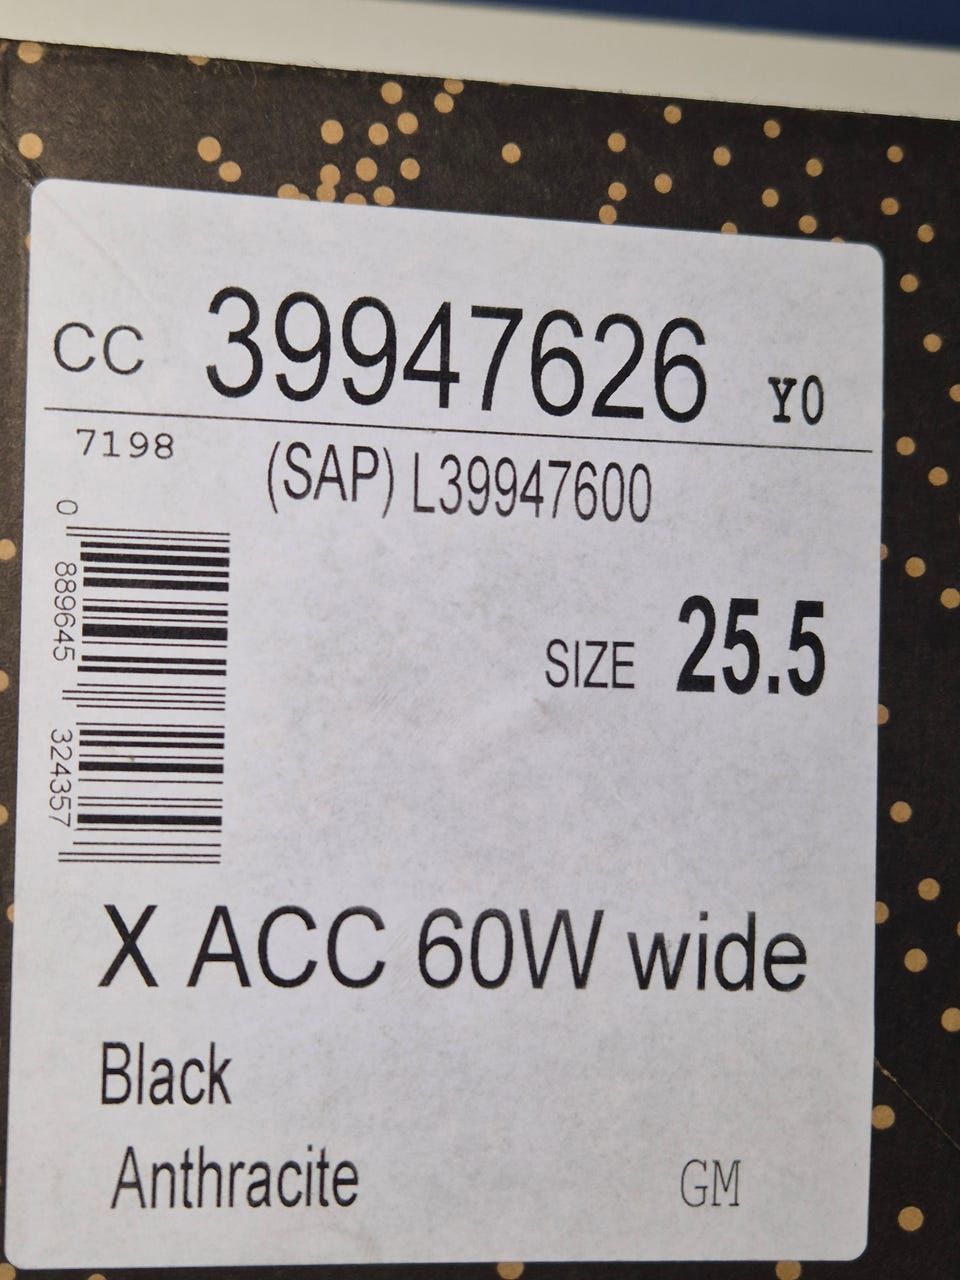 CC 39947626 Y0
7198 (SAP) L39947600
0 889645 324357
SIZE 25.5
X ACC 60W wide
Black
Anthracite GM